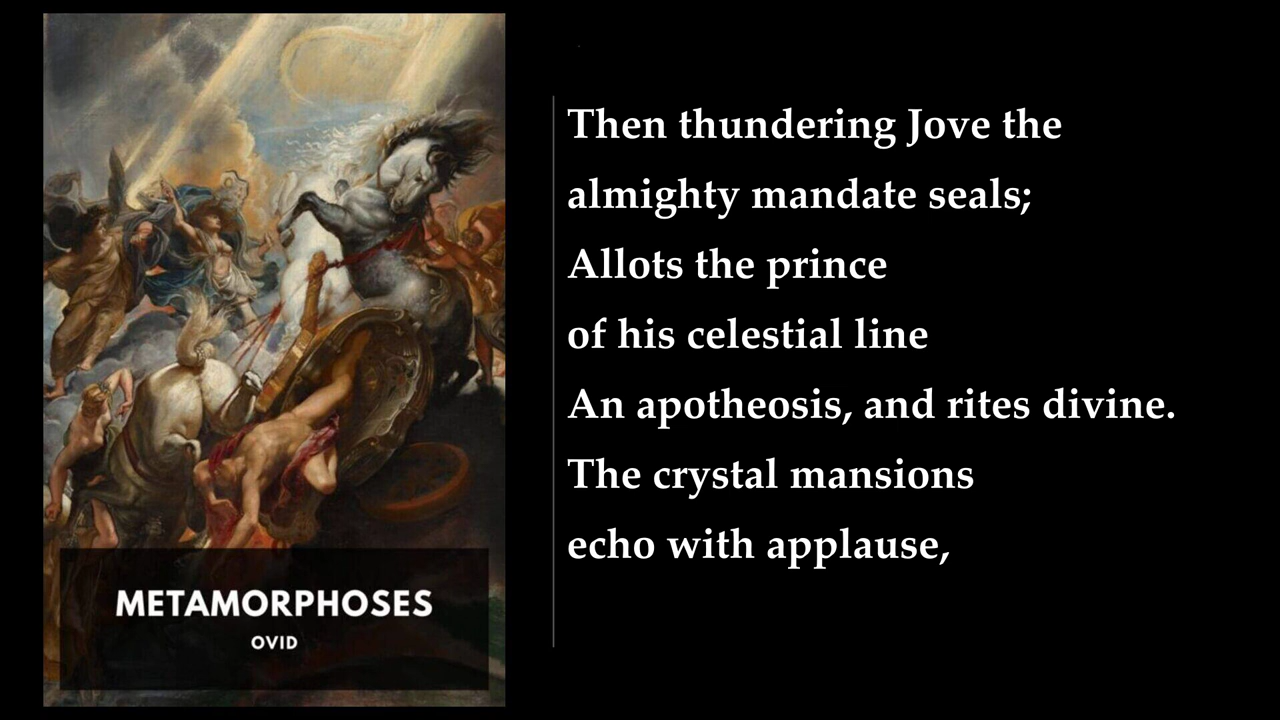 METAMORPHOSES
OVID
Then thundering Jove the
almighty mandate seals;
Allots the prince
of his celestial line
An apotheosis, and rites divine.
The crystal mansions
echo with applause,